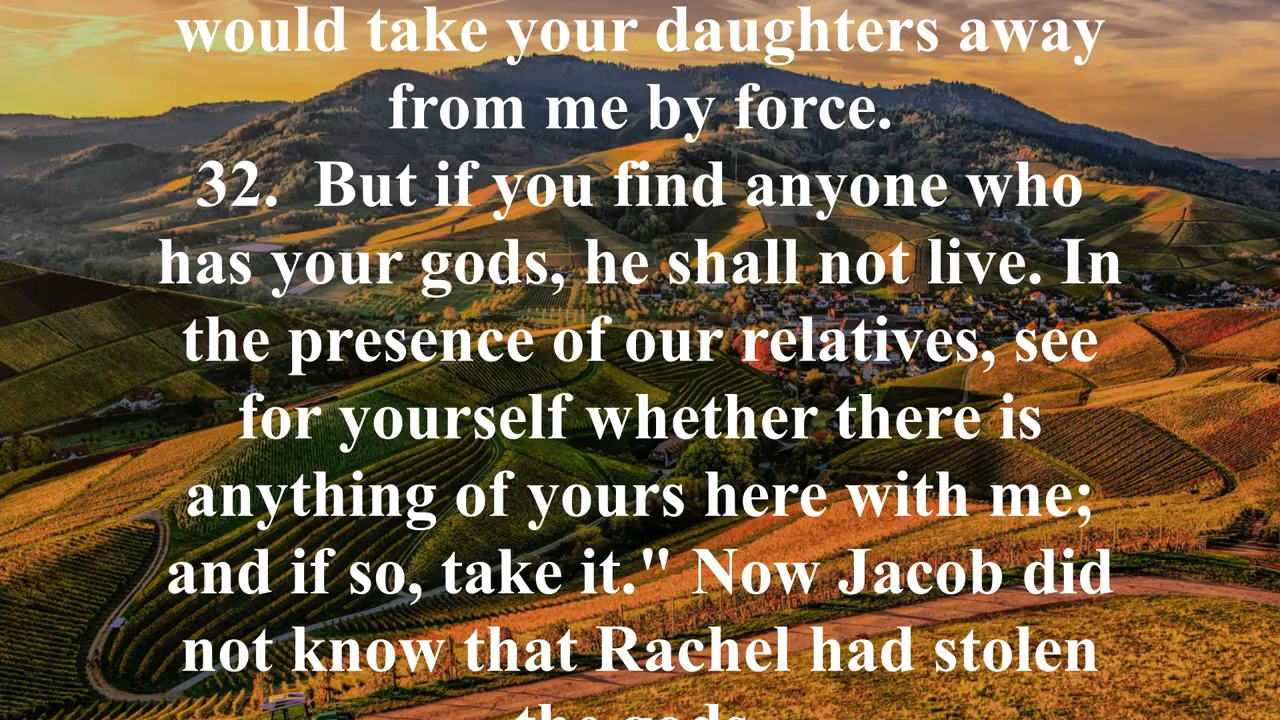 would take your daughters away
from me by force.
32.  But if you find anyone who
has your gods, he shall not live. In
the presence of our relatives, see
for yourself whether there is
anything of yours here with me;
and if so, take it." Now Jacob did
not know that Rachel had stolen
the gods.